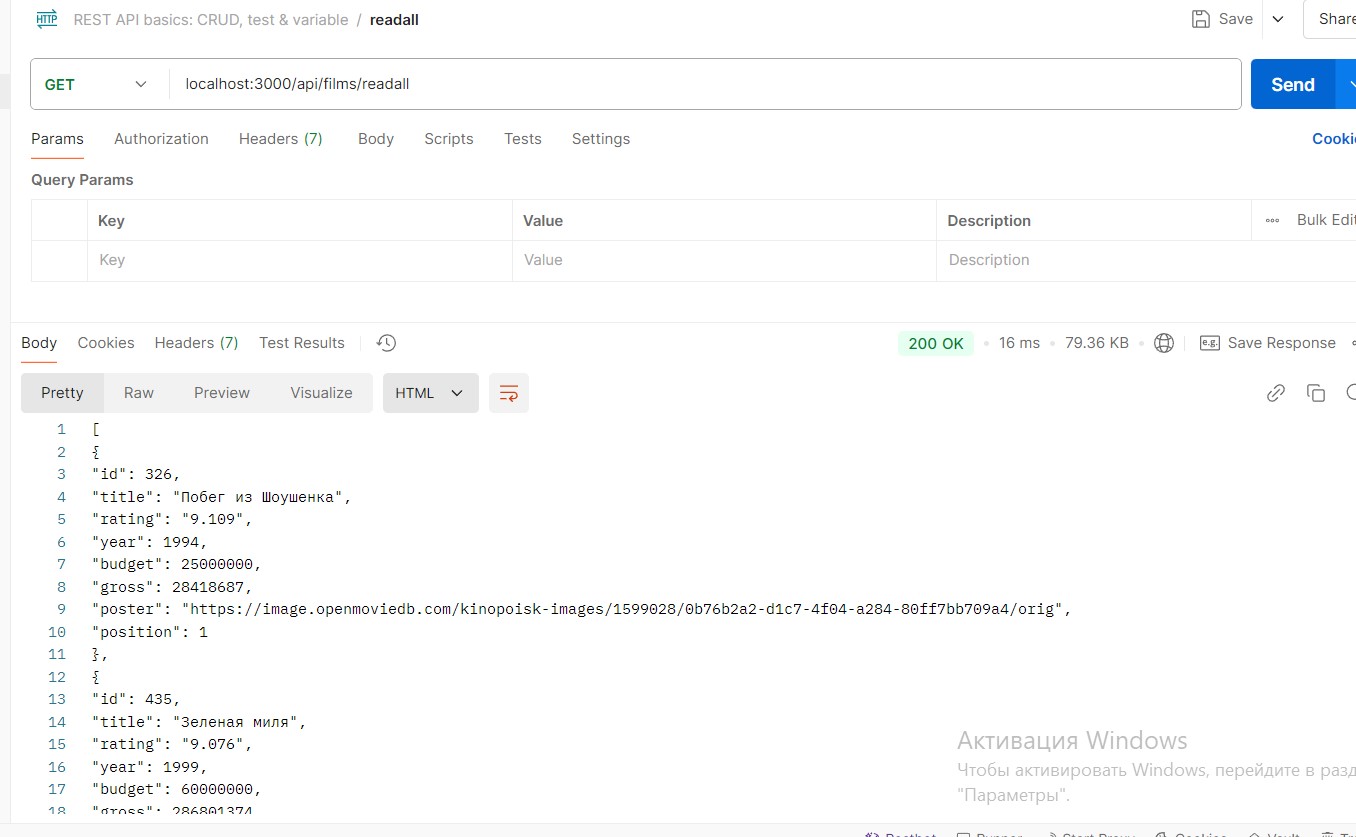 HTTP REST API basics: CRUD, test & variable / readall Save Share
GET localhost:3000/api/films/readall Send
Params Authorization Headers (7) Body Scripts Tests Settings
Query Params
Key Value Description Bulk Edit
Key Value Description
Body Cookies Headers (7) Test Results 200 OK 16 ms 79.36 KB e.g. Save Response
Pretty Raw Preview Visualize HTML
1 [
2 {
3 "id": 326,
4 "title": "Побег из Шоушенка",
5 "rating": "9.109",
6 "year": 1994,
7 "budget": 25000000,
8 "gross": 28418687,
9 "poster": "https://image.openmoviedb.com/kinopoisk-images/1599028/0b76b2a2-d1c7-4f04-a284-80ff7bb709a4/orig",
10 "position": 1
11 },
12 {
13 "id": 435,
14 "title": "Зеленая миля",
15 "rating": "9.076",
16 "year": 1999,
17 "budget": 60000000,
18 "gross": 286801374
Активация Windows
Чтобы активировать Windows, перейдите в разд
"Параметры".
Postbot Runner Start Proxy Cookies Vault